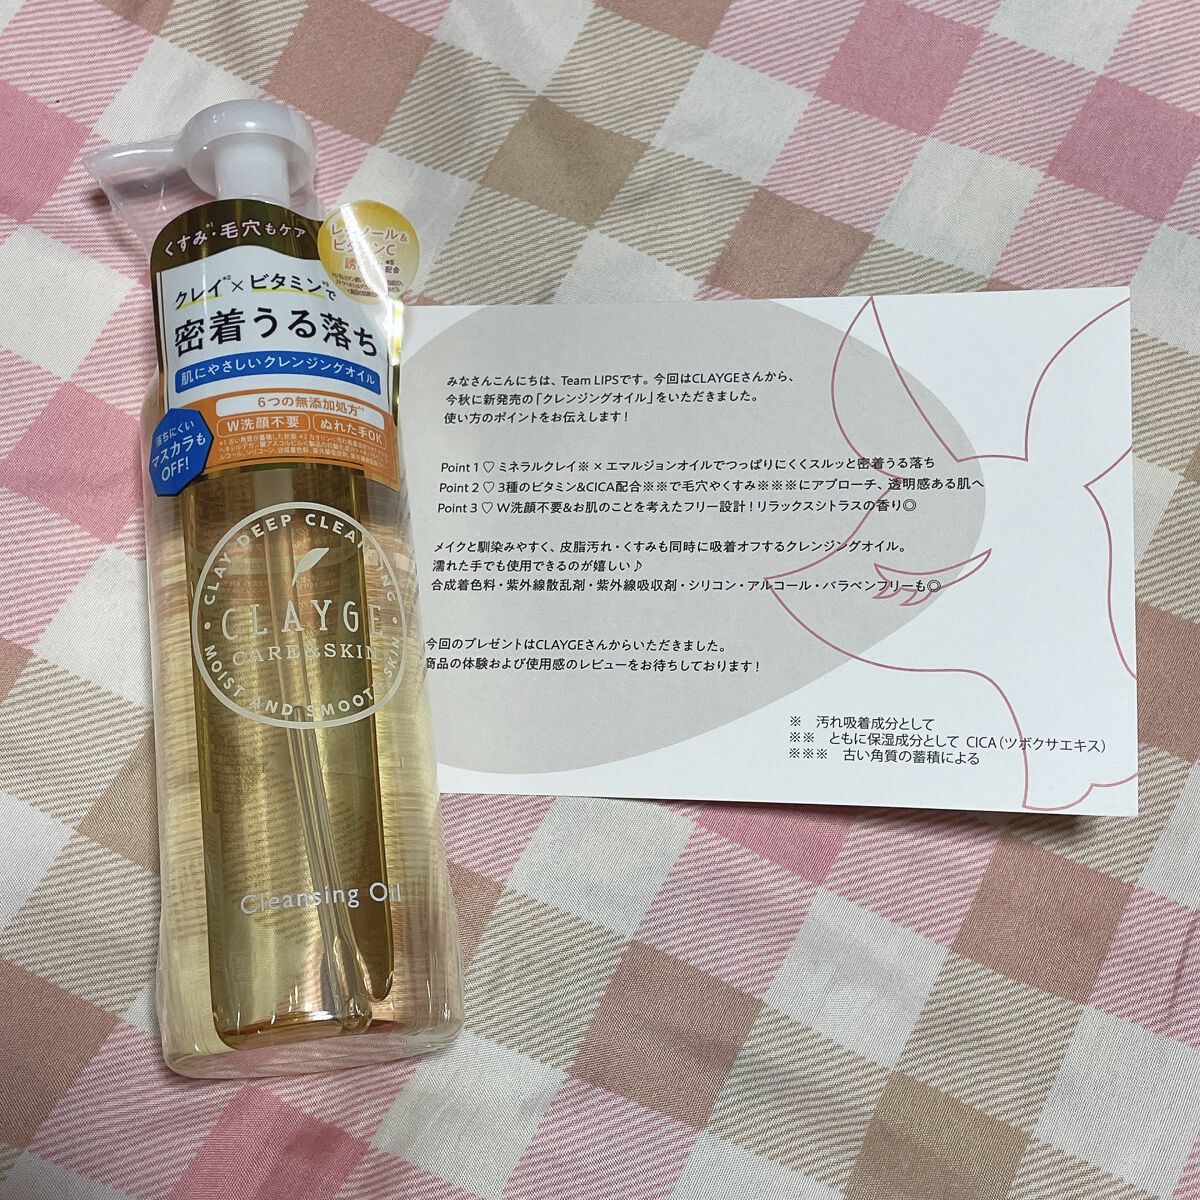 くすみ*1・毛穴もケア
クレイ*2×ビタミン*3で
密着うる落ち
肌にやさしいクレンジングオイル
6つの無添加処方
W洗顔不要
ぬれた手OK
落ちにくい
マスカラも
OFF!
ビタミンC
配合
CLAY DEEP CLEANSING
CLAYGE
CARE&SKIN
MOIST AND SMOOTH SKIN
Cleansing Oil
みなさんこんにちは、Team LIPSです。今回はCLAYGEさんから、
今秋に新発売の「クレンジングオイル」をいただきました。
使い方のポイントをお伝えします!
Point 1♡ ミネラルクレイ※×エマルジョンオイルでつっぱりにくくスルッと密着うる落ち
Point 2♡3種のビタミン&CICA配合※※で毛穴やくすみ※※※にアプローチ、透明感ある肌へ
Point 3♡ W洗顔不要&お肌のことを考えたフリー設計!リラックスシトラスの香り◎
メイクと馴染みやすく、皮脂汚れ・くすみも同時に吸着オフするクレンジングオイル。
濡れた手でも使用できるのが嬉しい♪
合成着色料・紫外線散乱剤・紫外線吸収剤・シリコン・アルコール・パラベンフリーも◎
今回のプレゼントはCLAYGEさんからいただきました。
商品の体験および使用感のレビューをお待ちしております!
※ 汚れ吸着成分として
※※ ともに保湿成分として CICA(ツボクサエキス)
※※※ 古い角質の蓄積による